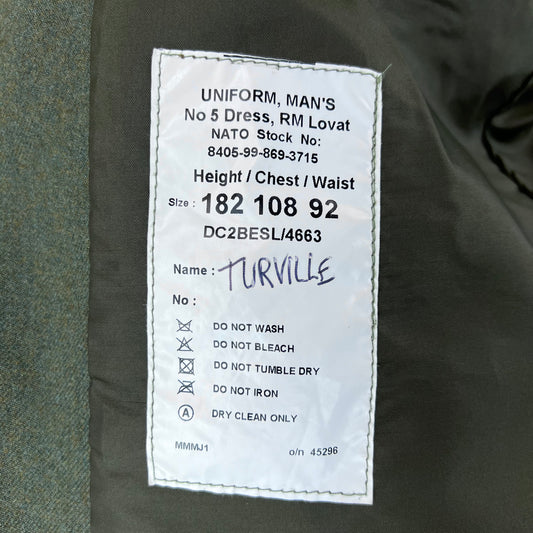 UNIFORM, MAN'S
No 5 Dress, RM Lovat
NATO Stock No:
8405-99-869-3715
Height / Chest / Waist
Size : 182 108 92
DC2BESL/4663
Name : TURVILLE
No :
DO NOT WASH
DO NOT BLEACH
DO NOT TUMBLE DRY
DO NOT IRON
A DRY CLEAN ONLY
MMMJ1 o/n 45296